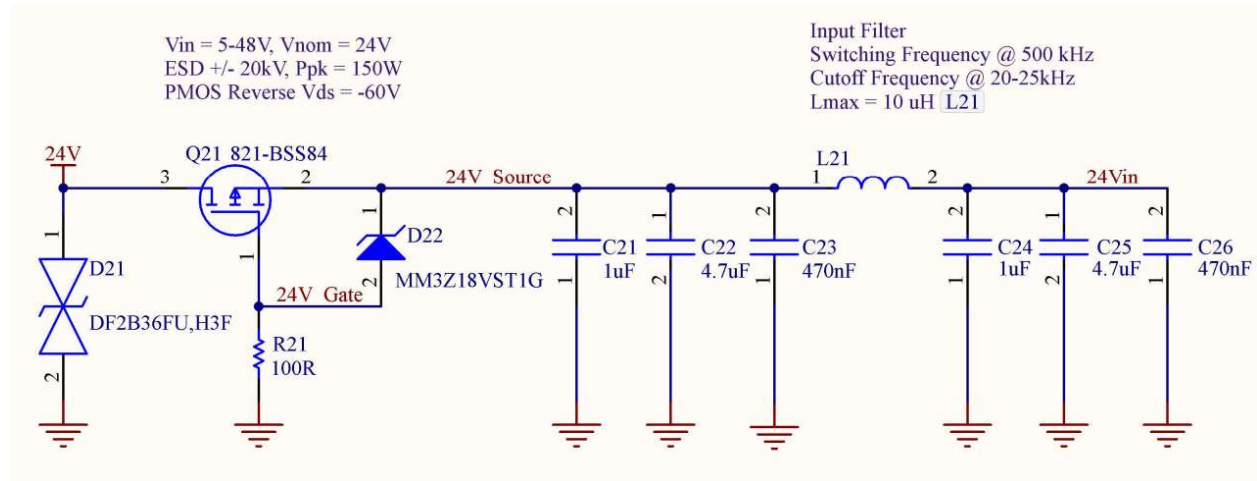 Vin = 5-48V, Vnom = 24V
ESD +/- 20kV, Ppk = 150W
PMOS Reverse Vds = -60V
Input Filter
Switching Frequency @ 500 kHz
Cutoff Frequency @ 20-25kHz
Lmax = 10 uH L21
24V
Q21 821-BSS84
3
2
24V Source
L21
1
2
24Vin
1
D21
DF2B36FU,H3F
2
1
24V Gate
R21
100R
1
D22
MM3Z18VST1G
2
2
C21
1uF
1
1
C22
4.7uF
2
2
C23
470nF
1
2
C24
1uF
1
1
C25
4.7uF
2
2
C26
470nF
1